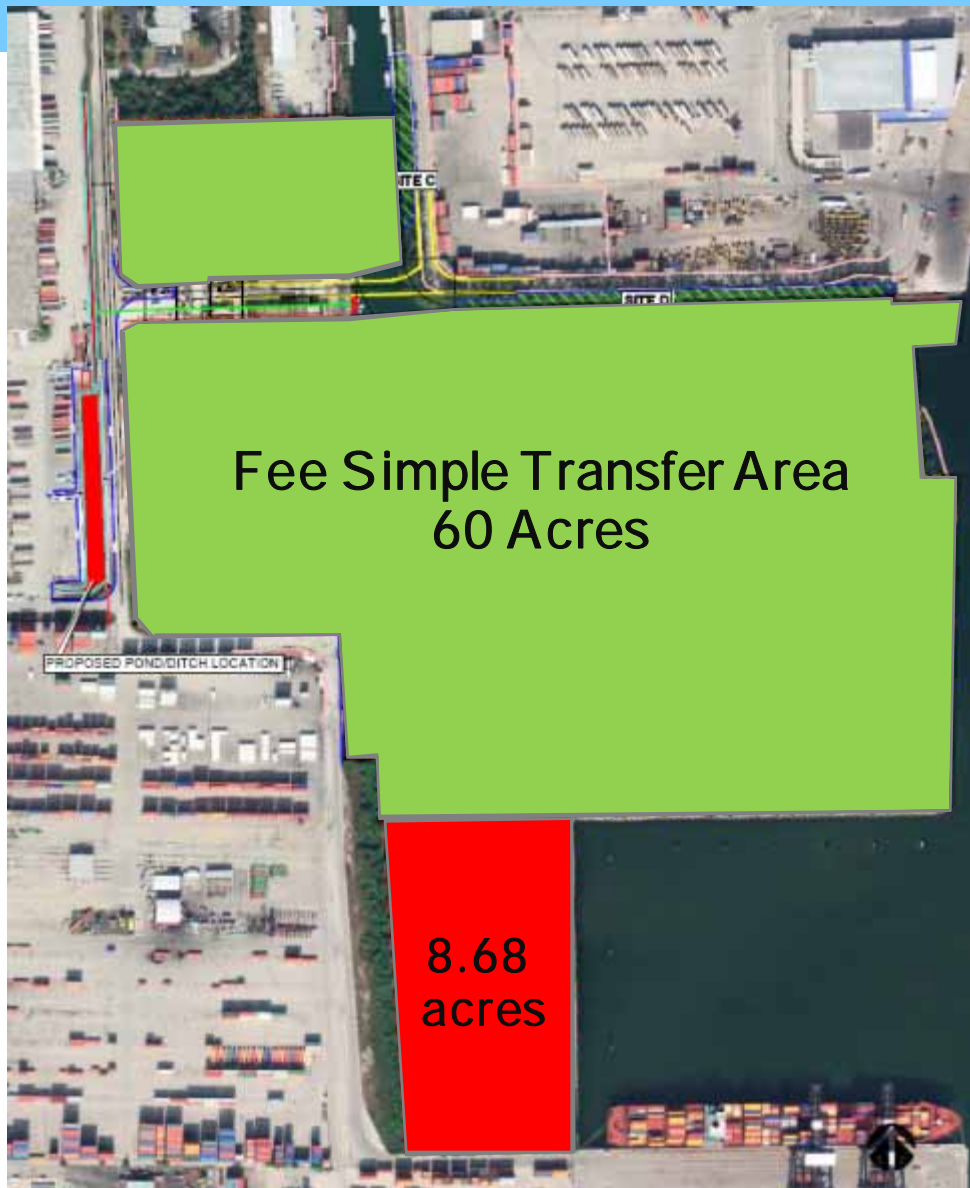 SITE D
Fee Simple Transfer Area
60 Acres
PROPOSED POND/DITCH LOCATION
8.68
acres